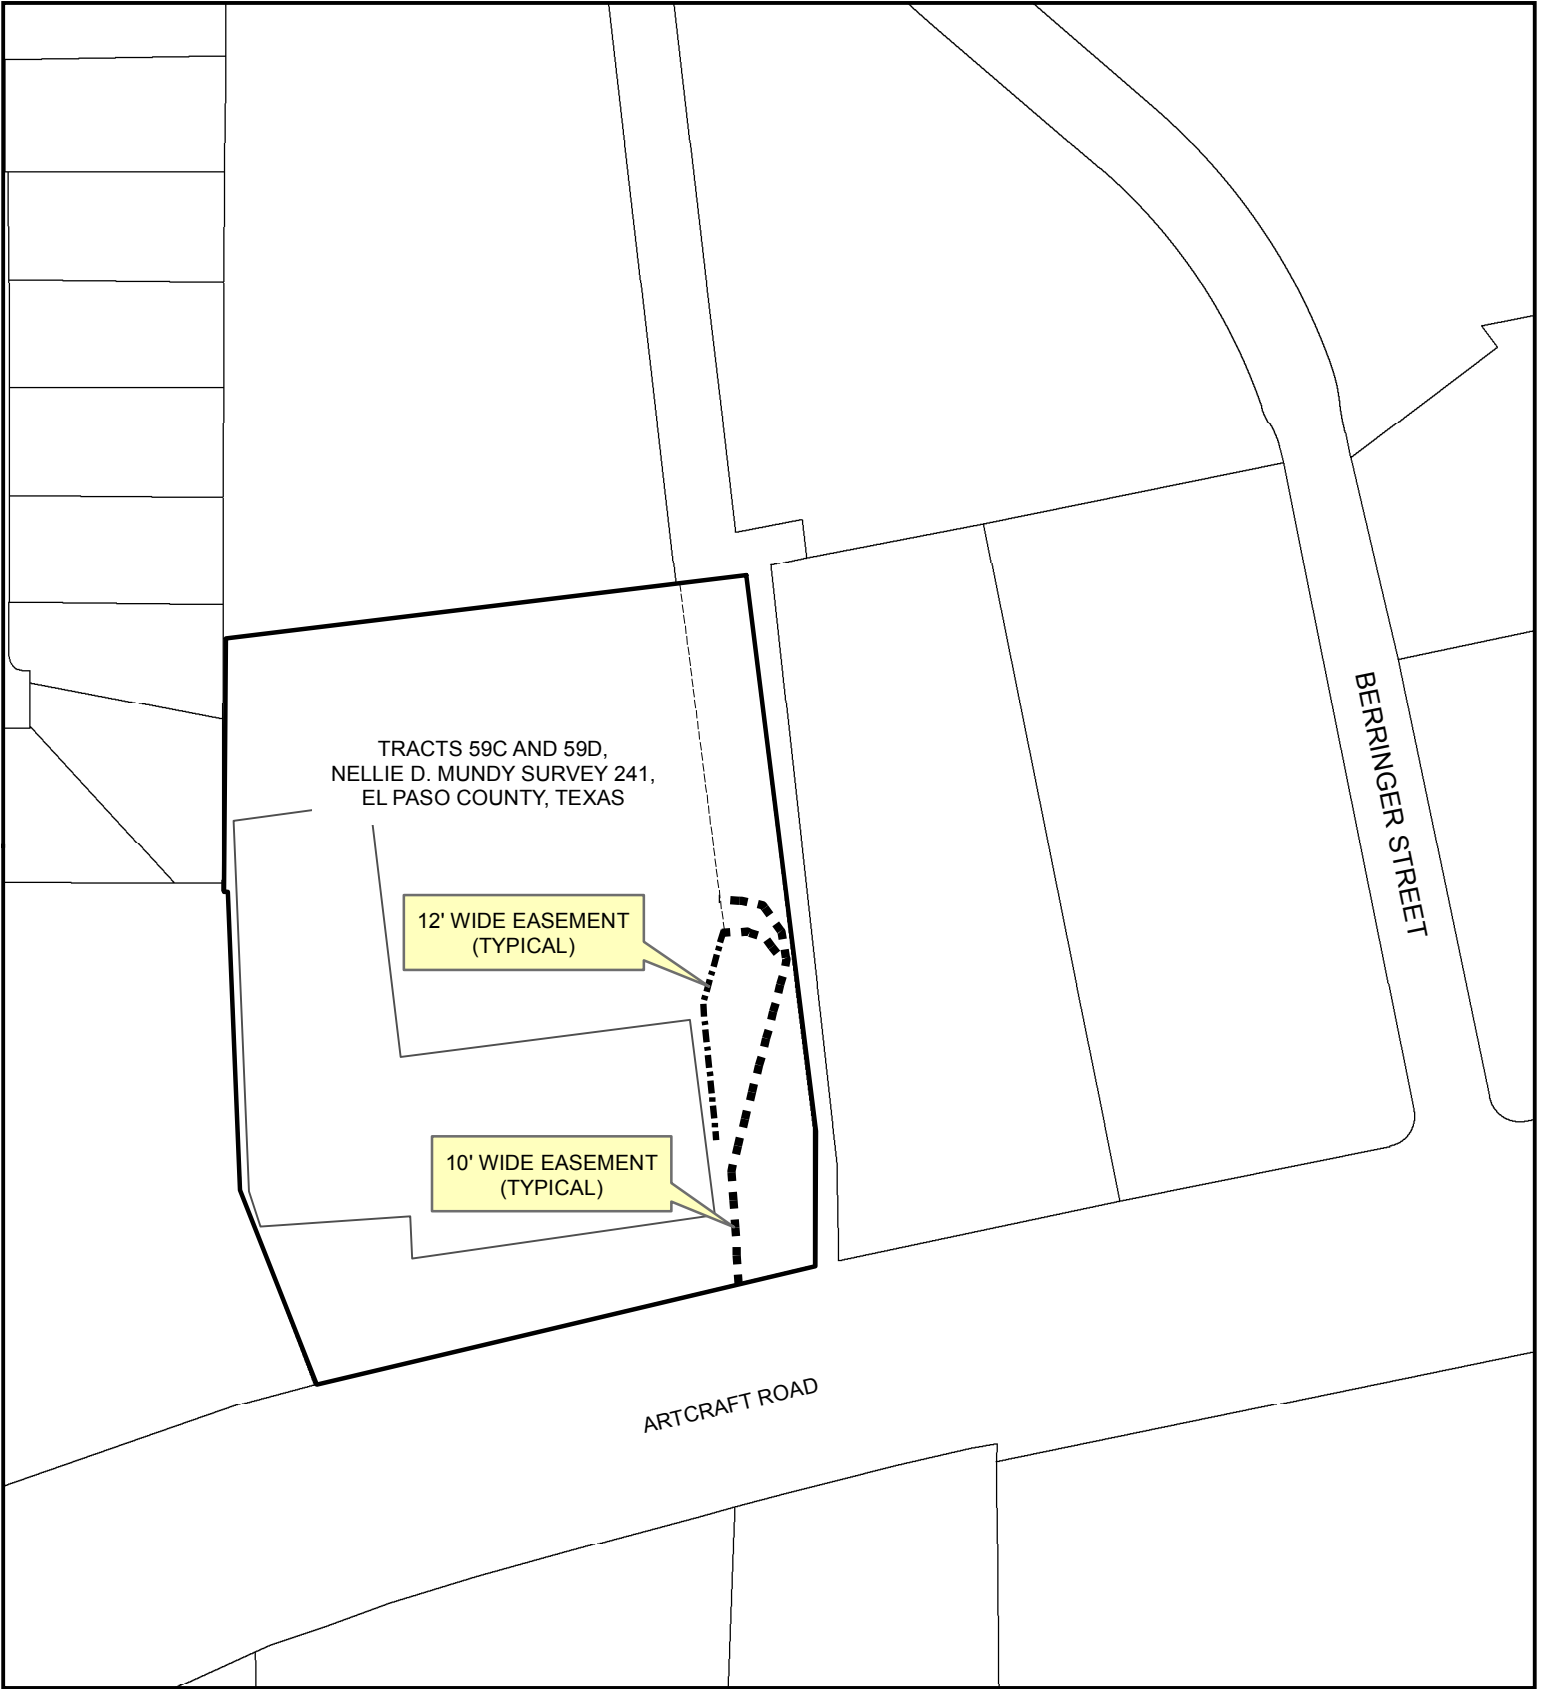 TRACTS 59C AND 59D,
NELLIE D. MUNDY SURVEY 241,
EL PASO COUNTY, TEXAS
12' WIDE EASEMENT
(TYPICAL)
10' WIDE EASEMENT
(TYPICAL)
BERRINGER STREET
ARTCRAFT ROAD